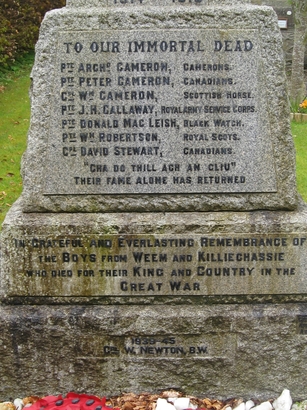 1914 1919
TO OUR IMMORTAL DEAD
PTE ARCHD CAMERON, CAMERONS.
PTE PETER CAMERON, CANADIANS.
CPL WM CAMERON, SCOTTISH HORSE.
PTE J.H. CALLAWAY, ROYAL ARMY SERVICE CORPS.
PTE DONALD MAC LEISH, BLACK WATCH.
PTE WM ROBERTSON, ROYAL SCOTS.
CPL DAVID STEWART, CANADIANS.
"CHA DO THILL ACH AN CLIU"
THEIR FAME ALONE HAS RETURNED
IN GRATEFUL AND EVERLASTING REMEMBRANCE OF
THE BOYS FROM WEEM AND KILLIECHASSIE
WHO DIED FOR THEIR KING AND COUNTRY IN THE
GREAT WAR
1939-45
CPL W. NEWTON, B.W.